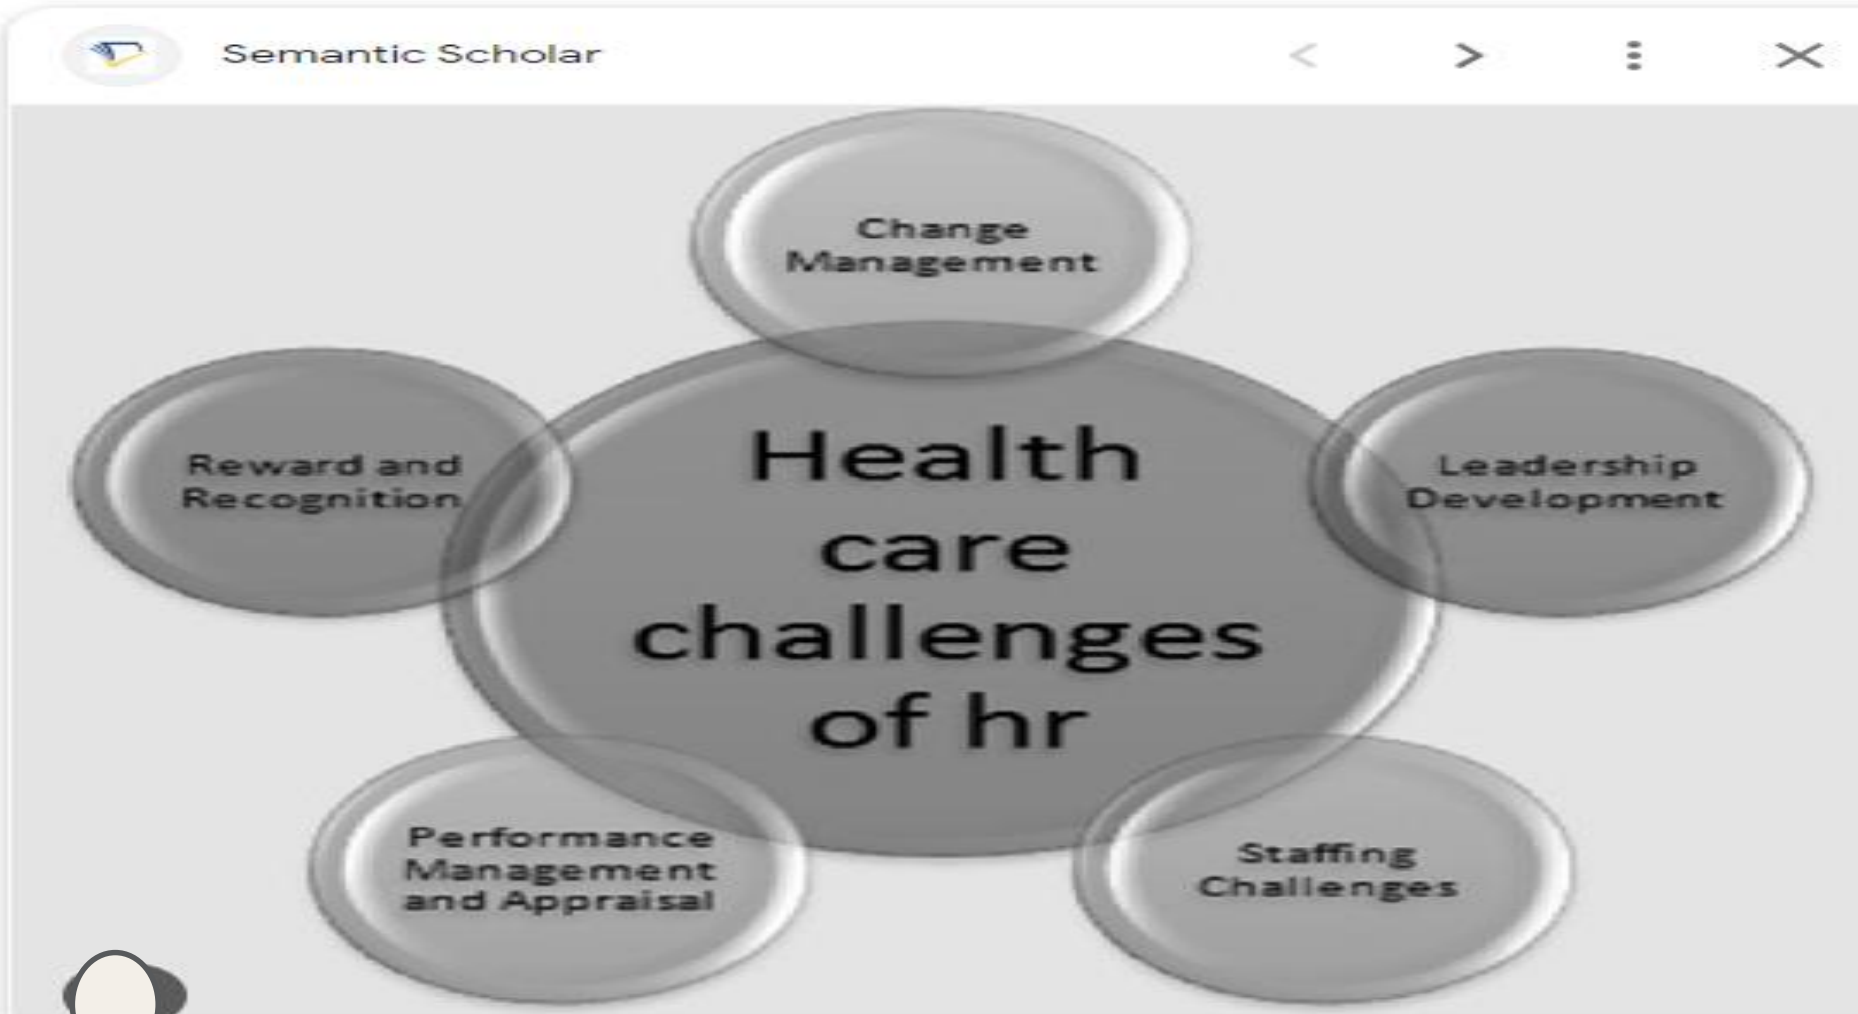 Semantic Scholar
Change
Management
Reward and
Recognition
Leadership
Development
Health
care
challenges
of hr
Performance
Management
and Appraisal
Staffing
Challenges